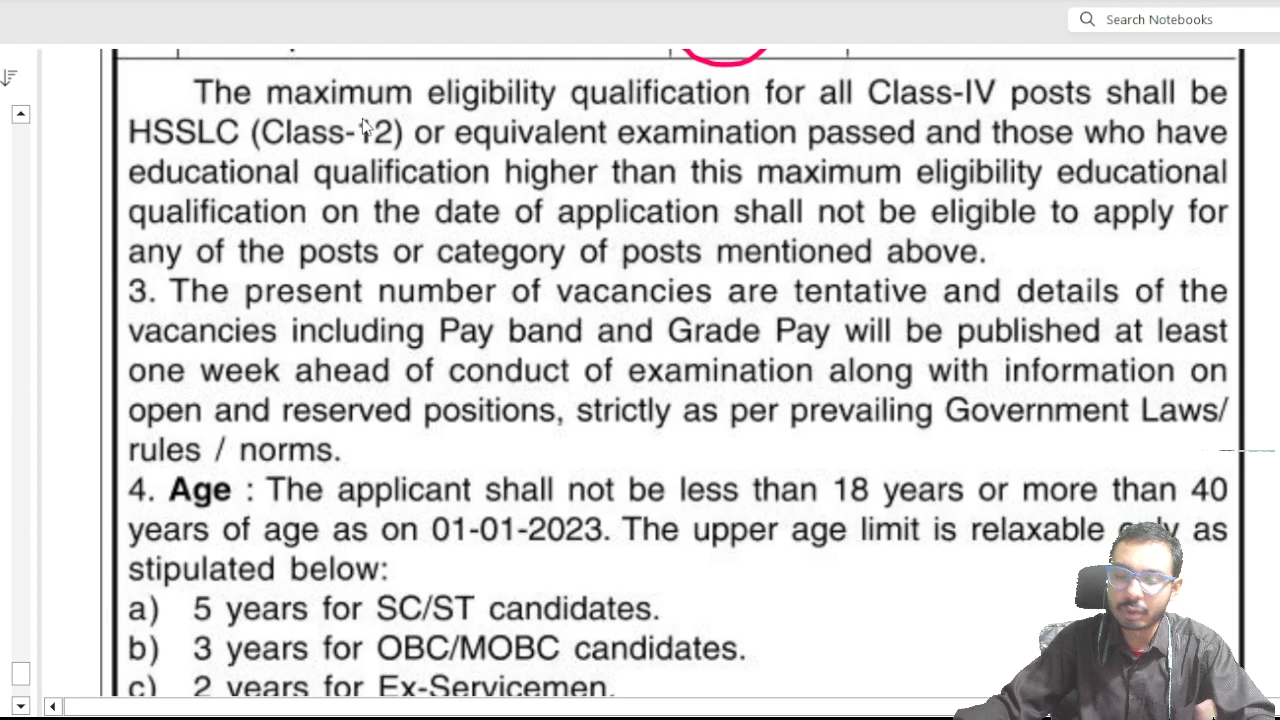 Search Notebooks
The maximum eligibility qualification for all Class-IV posts shall be
HSSLC (Class-12) or equivalent examination passed and those who have
educational qualification higher than this maximum eligibility educational
qualification on the date of application shall not be eligible to apply for
any of the posts or category of posts mentioned above.
3. The present number of vacancies are tentative and details of the
vacancies including Pay band and Grade Pay will be published at least
one week ahead of conduct of examination along with information on
open and reserved positions, strictly as per prevailing Government Laws/
rules / norms.
4. Age : The applicant shall not be less than 18 years or more than 40
years of age as on 01-01-2023. The upper age limit is relaxable only as
stipulated below:
a) 5 years for SC/ST candidates.
b) 3 years for OBC/MOBC candidates.
c) 2 years for Ex-Servicemen.